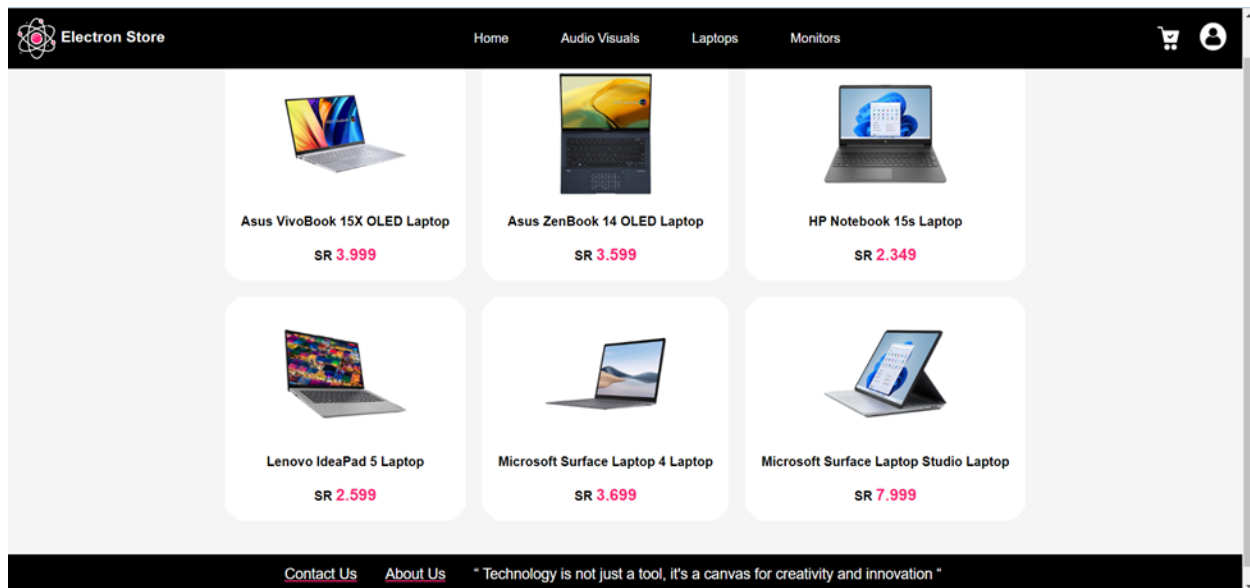 Electron Store
Home Audio Visuals Laptops Monitors
Asus VivoBook 15X OLED Laptop
SR 3.999
Asus ZenBook 14 OLED Laptop
SR 3.599
HP Notebook 15s Laptop
SR 2.349
Lenovo IdeaPad 5 Laptop
SR 2.599
Microsoft Surface Laptop 4 Laptop
SR 3.699
Microsoft Surface Laptop Studio Laptop
SR 7.999
Contact Us About Us “ Technology is not just a tool, it's a canvas for creativity and innovation “